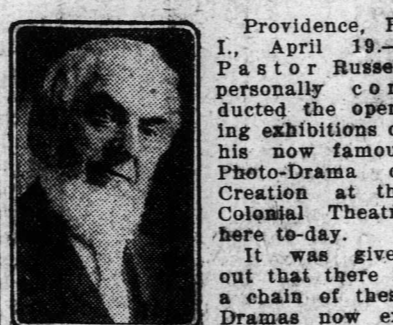 Providence, R
I., April 19.—
Pastor Russe
personally con
ducted the open
ing exhibitions o
his now famou
Photo-Drama o
Creation at th
Colonial Theatr
here to-day.
It was give
out that there
a chain of thes
Dramas now ex